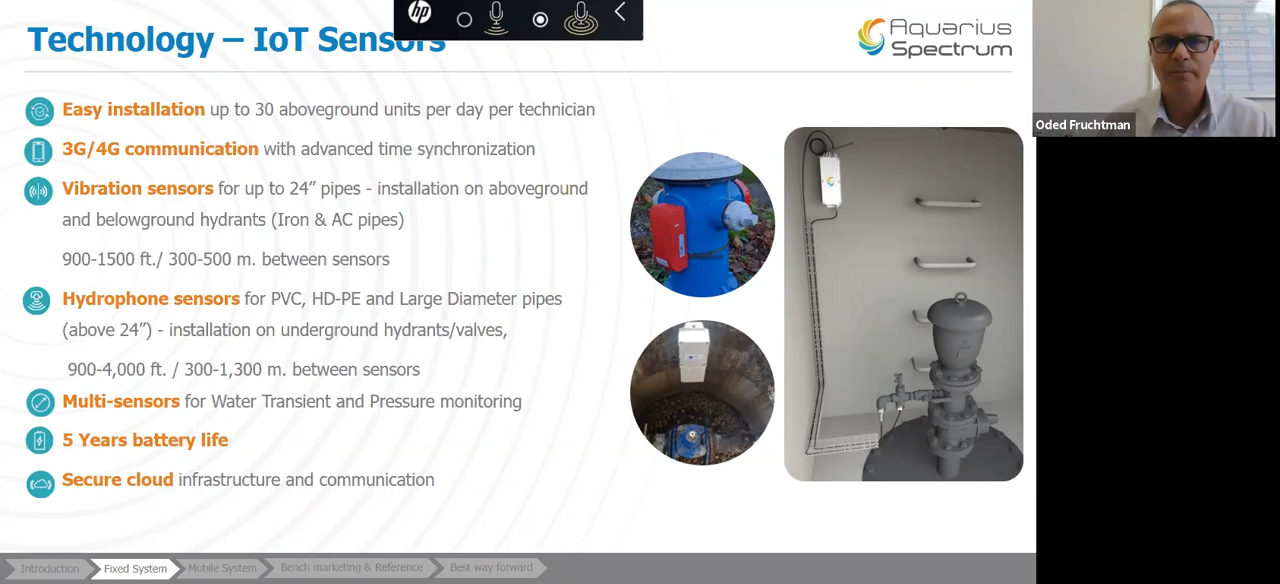 Technology – IoT Sensors
hp
Aquarius
Spectrum
Oded Fruchtman
Easy installation up to 30 aboveground units per day per technician
3G/4G communication with advanced time synchronization
Vibration sensors for up to 24” pipes - installation on aboveground
and belowground hydrants (Iron & AC pipes)
900-1500 ft./ 300-500 m. between sensors
Hydrophone sensors for PVC, HD-PE and Large Diameter pipes
(above 24”) - installation on underground hydrants/valves,
900-4,000 ft. / 300-1,300 m. between sensors
Multi-sensors for Water Transient and Pressure monitoring
5 Years battery life
Secure cloud infrastructure and communication
Introduction
Fixed System
Mobile System
Bench marketing & Reference
Best way forward